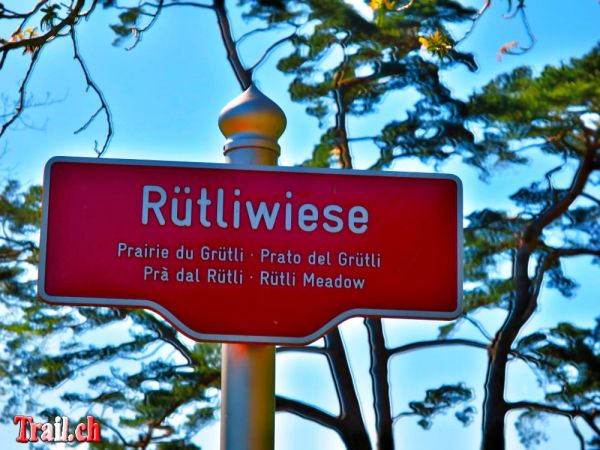 Rütliwiese
Prairie du Grütli · Prato del Grütli
Prà dal Rütli · Rütli Meadow
Trail.ch